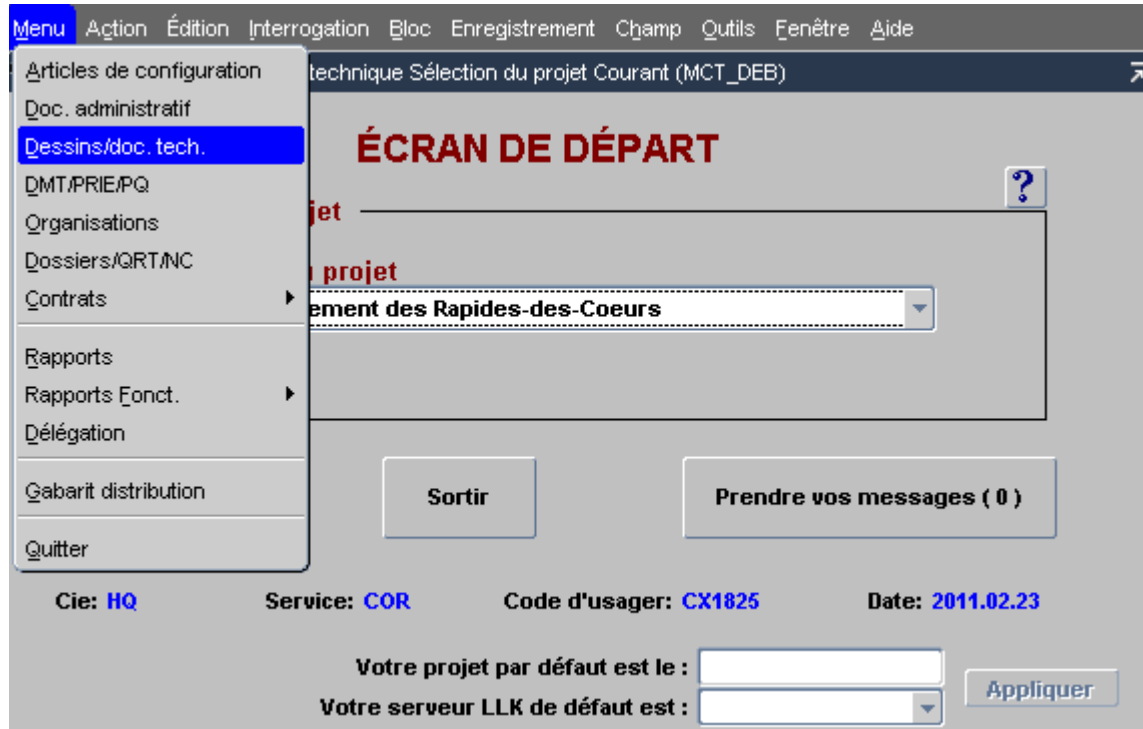 Menu Action Édition Interrogation Bloc Enregistrement Champ Outils Fenêtre Aide
technique Sélection du projet Courant (MCT_DEB)
Articles de configuration
Doc. administratif
Dessins/doc. tech.
DMT/PRIE/PQ
Organisations
Dossiers/QRT/NC
Contrats
Rapports
Rapports Fonct.
Délégation
Gabarit distribution
Quitter
ÉCRAN DE DÉPART
?
jet
projet
ement des Rapides-des-Coeurs
Sortir
Prendre vos messages ( 0 )
Cie: HQ Service: COR Code d'usager: CX1825 Date: 2011.02.23
Votre projet par défaut est le :
Appliquer
Votre serveur LLK de défaut est :